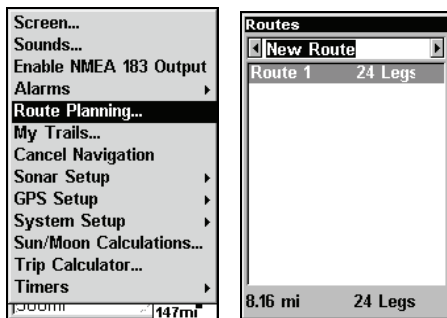 Screen...
Sounds...
Enable NMEA 183 Output
Alarms
Route Planning...
My Trails...
Cancel Navigation
Sonar Setup
GPS Setup
System Setup
Sun/Moon Calculations...
Trip Calculator...
Timers
147mi
Routes
New Route
Route 1 24 Legs
8.16 mi 24 Legs